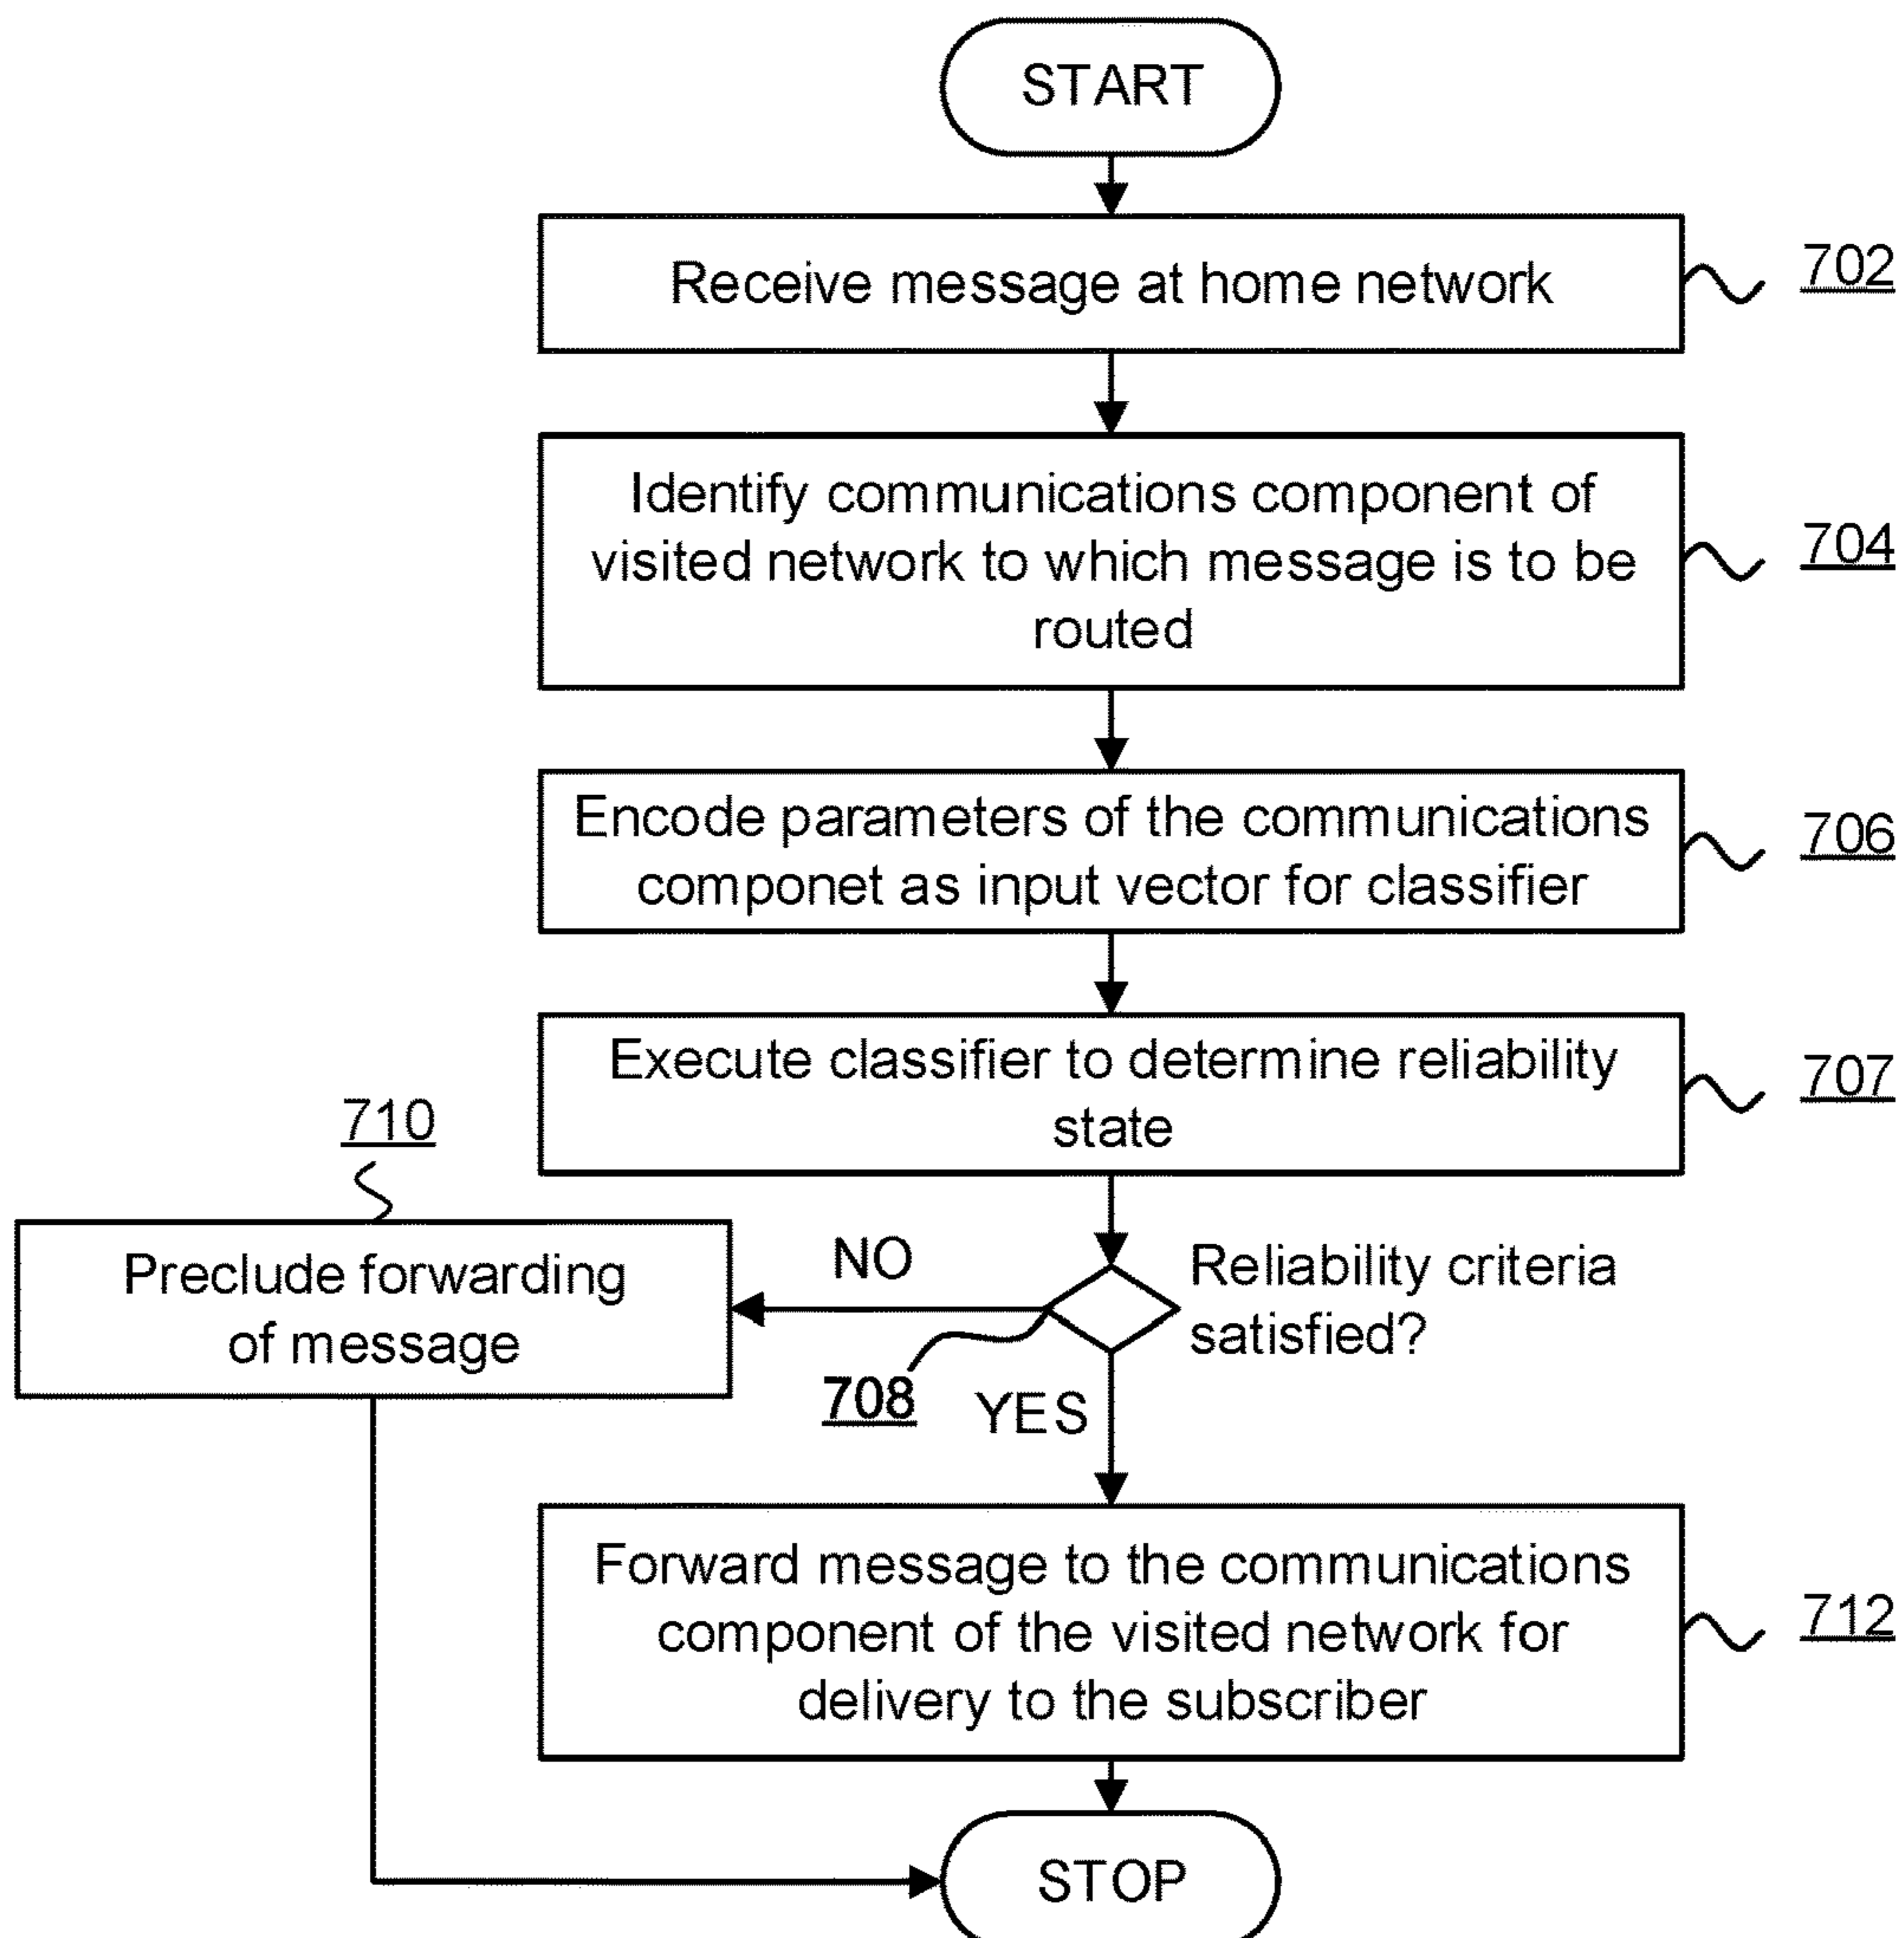 START
Receive message at home network
702
Identify communications component of
visited network to which message is to be
routed
704
Encode parameters of the communications
componet as input vector for classifier
706
Execute classifier to determine reliability
state
707
710
Preclude forwarding
of message
NO
Reliability criteria
satisfied?
708
YES
Forward message to the communications
component of the visited network for
delivery to the subscriber
712
STOP